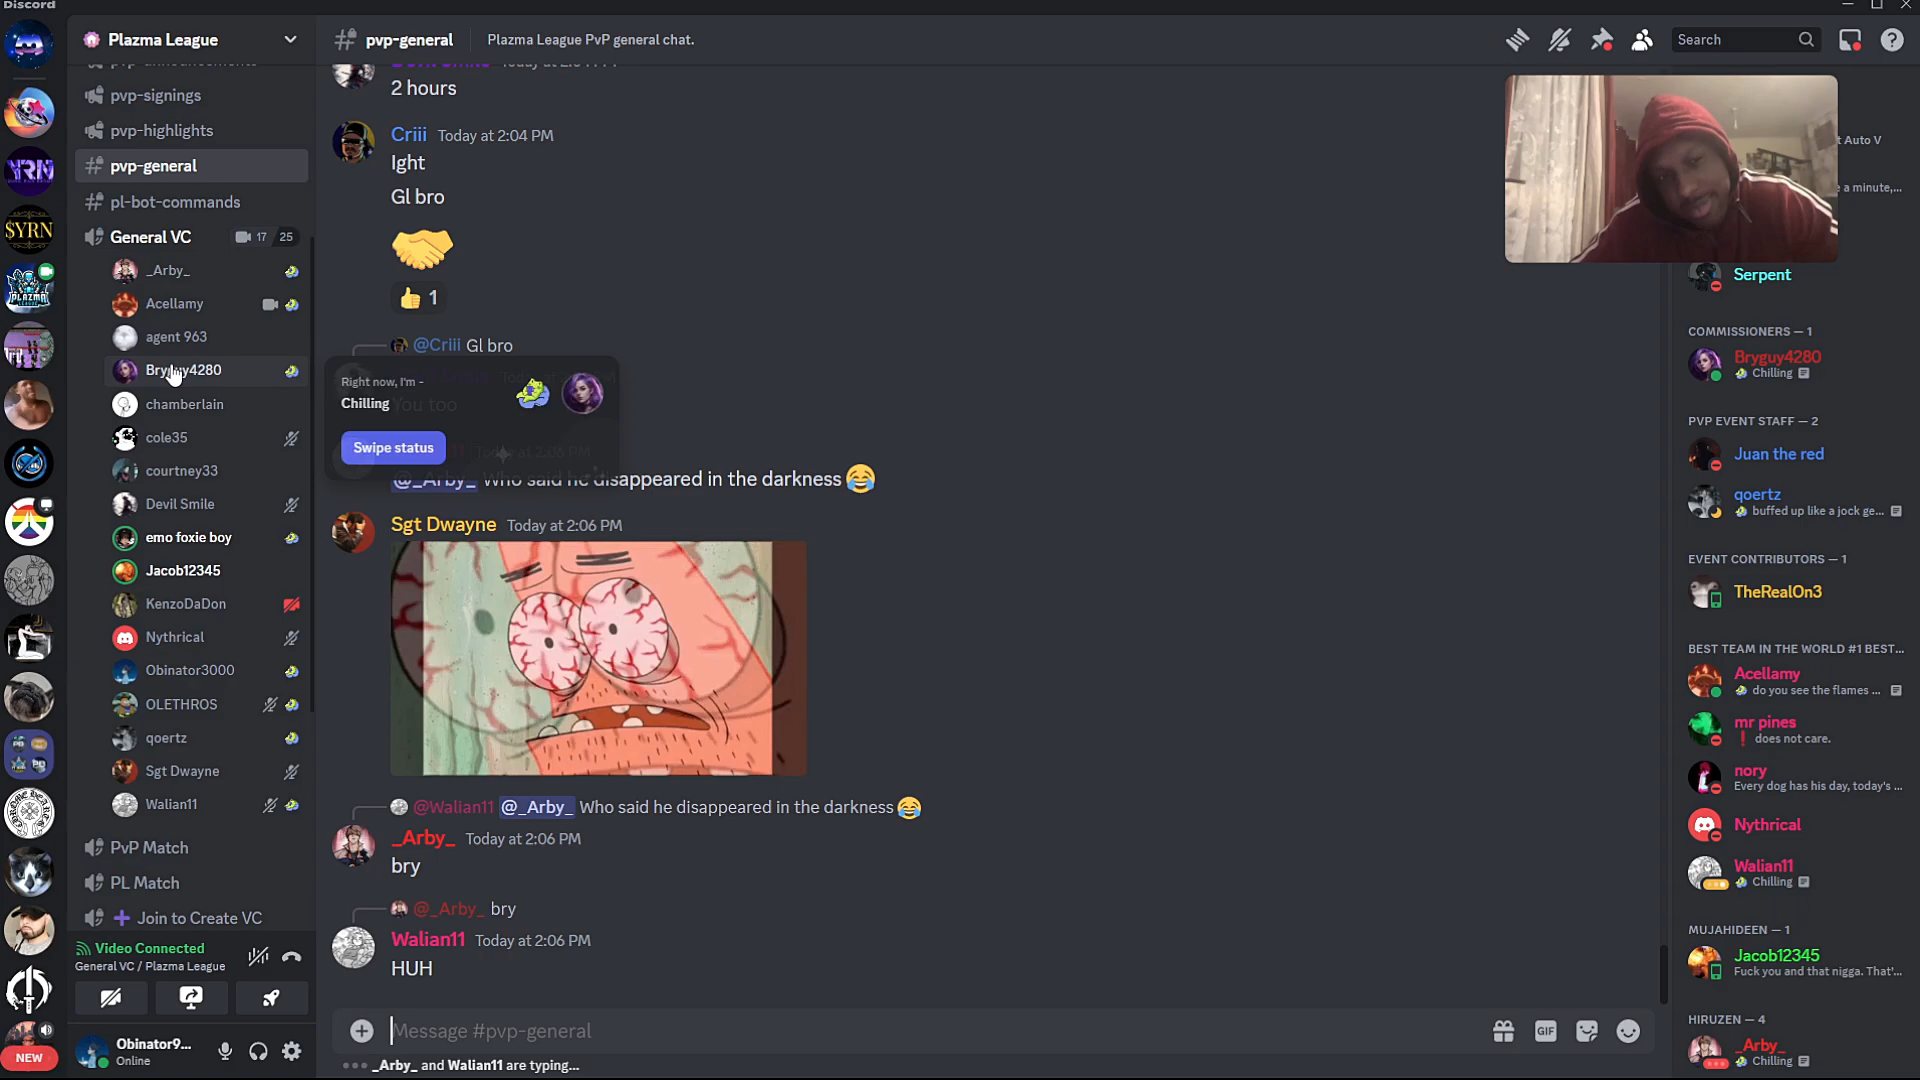 Discord
Plazma League
pvp-signings
pvp-highlights
pvp-general
pl-bot-commands
General VC
17 25
_Arby_
Acellamy
agent 963
Bryguy4280
chamberlain
cole35
courtney33
Devil Smile
emo foxie boy
Jacob12345
KenzoDaDon
Nythrical
Obinator3000
OLETHROS
qoertz
Sgt Dwayne
Walian11
PvP Match
PL Match
Join to Create VC
Video Connected
General VC / Plazma League
Obinator9...
Online
NEW
YRN
$YRN
PLAZMA
# pvp-general
Plazma League PvP general chat.
Search
2 hours
Criii Today at 2:04 PM
Ight
Gl bro
🤝
👍 1
@Criii Gl bro
You too
Right now, I'm -
Chilling
Swipe status
@_Arby_ Who said he disappeared in the darkness 😂
Sgt Dwayne Today at 2:06 PM
@Walian11 @_Arby_ Who said he disappeared in the darkness 😂
_Arby_ Today at 2:06 PM
bry
@_Arby_ bry
Walian11 Today at 2:06 PM
HUH
Message #pvp-general
GIF
_Arby_ and Walian11 are typing...
t Auto V
e a minute,...
Serpent
COMMISSIONERS — 1
Bryguy4280
Chilling
PVP EVENT STAFF — 2
Juan the red
qoertz
buffed up like a jock ge...
EVENT CONTRIBUTORS — 1
TheRealOn3
BEST TEAM IN THE WORLD #1 BEST...
Acellamy
do you see the flames ...
mr pines
❗ does not care.
nory
Every dog has his day, today's ...
Nythrical
Walian11
Chilling
MUJAHIDEEN — 1
Jacob12345
Fuck you and that nigga. That'...
HIRUZEN — 4
_Arby_
Chilling